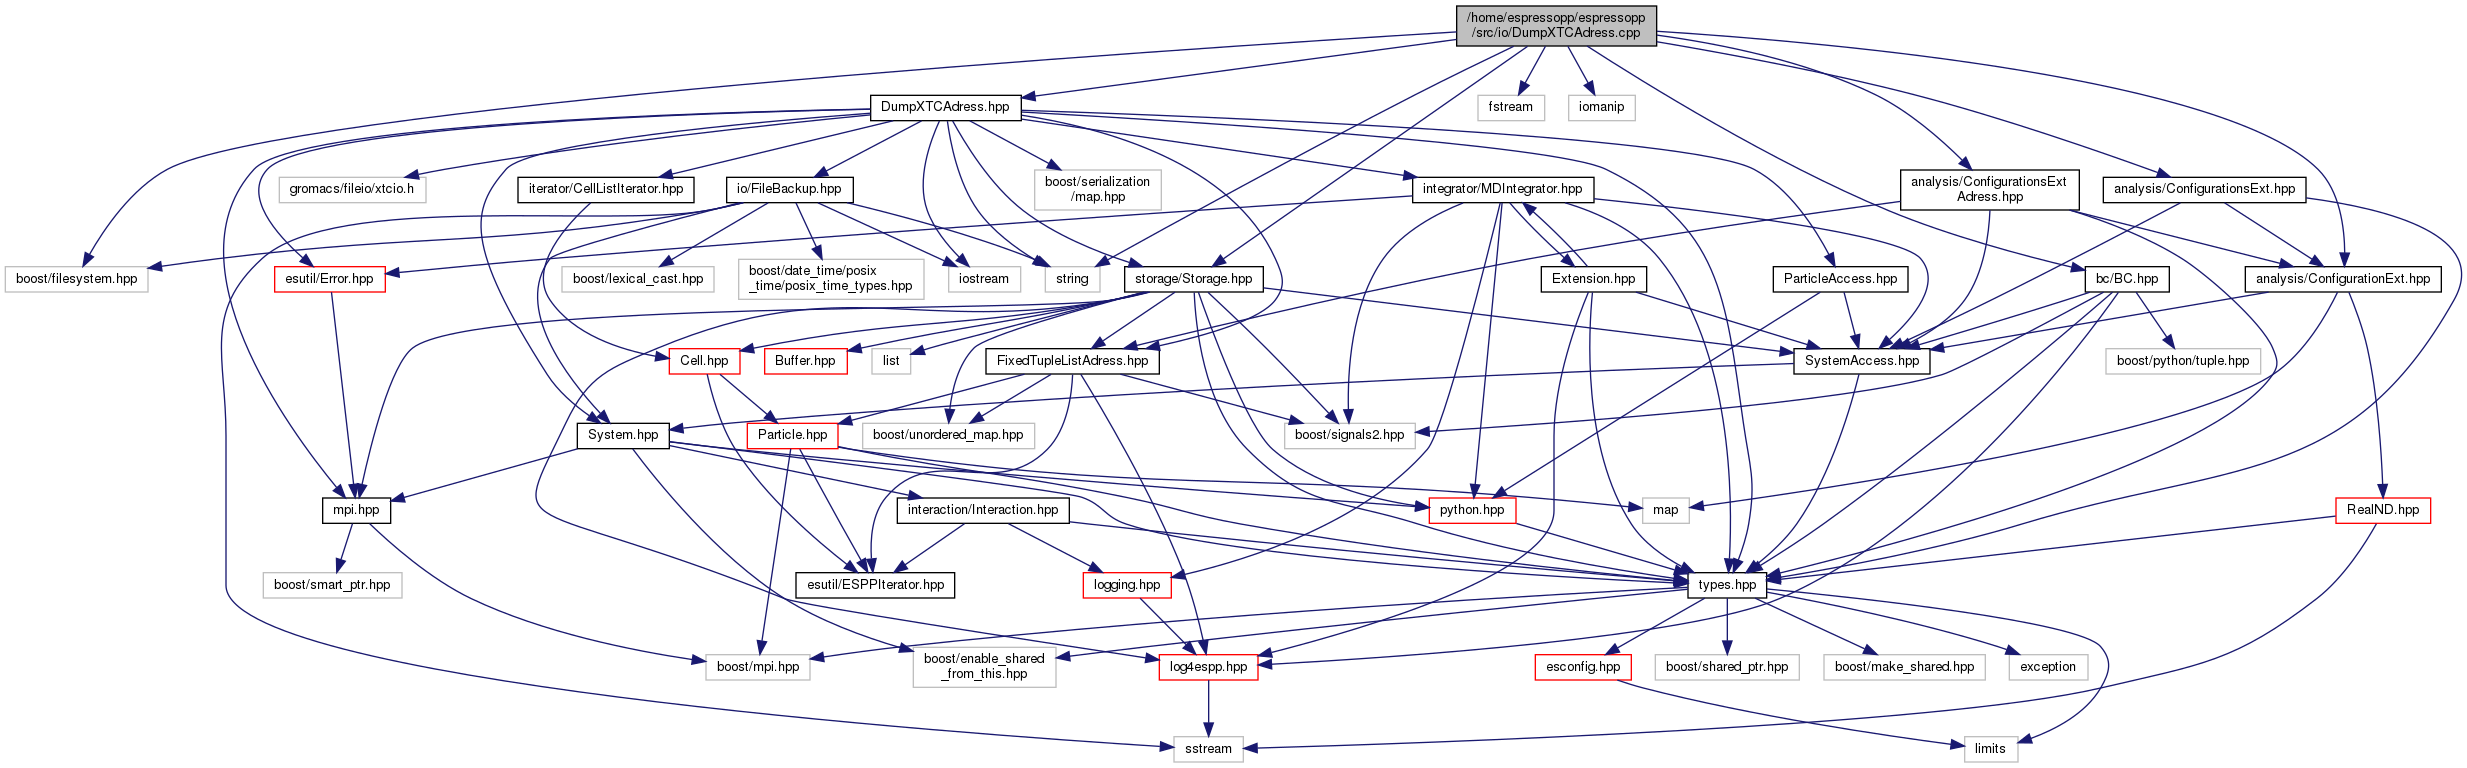 /home/espressopp/espressopp
/src/io/DumpXTCAdress.cpp
DumpXTCAdress.hpp
fstream
iomanip
gromacs/fileio/xtcio.h
iterator/CellListIterator.hpp
io/FileBackup.hpp
boost/serialization
/map.hpp
integrator/MDIntegrator.hpp
analysis/ConfigurationsExt
Adress.hpp
analysis/ConfigurationsExt.hpp
boost/filesystem.hpp
esutil/Error.hpp
boost/lexical_cast.hpp
boost/date_time/posix
_time/posix_time_types.hpp
iostream
string
storage/Storage.hpp
Extension.hpp
ParticleAccess.hpp
bc/BC.hpp
analysis/ConfigurationExt.hpp
Cell.hpp
Buffer.hpp
list
FixedTupleListAdress.hpp
SystemAccess.hpp
boost/python/tuple.hpp
System.hpp
Particle.hpp
boost/unordered_map.hpp
boost/signals2.hpp
mpi.hpp
interaction/Interaction.hpp
python.hpp
map
RealND.hpp
boost/smart_ptr.hpp
esutil/ESPPIterator.hpp
logging.hpp
types.hpp
boost/mpi.hpp
boost/enable_shared
_from_this.hpp
log4espp.hpp
esconfig.hpp
boost/shared_ptr.hpp
boost/make_shared.hpp
exception
sstream
limits